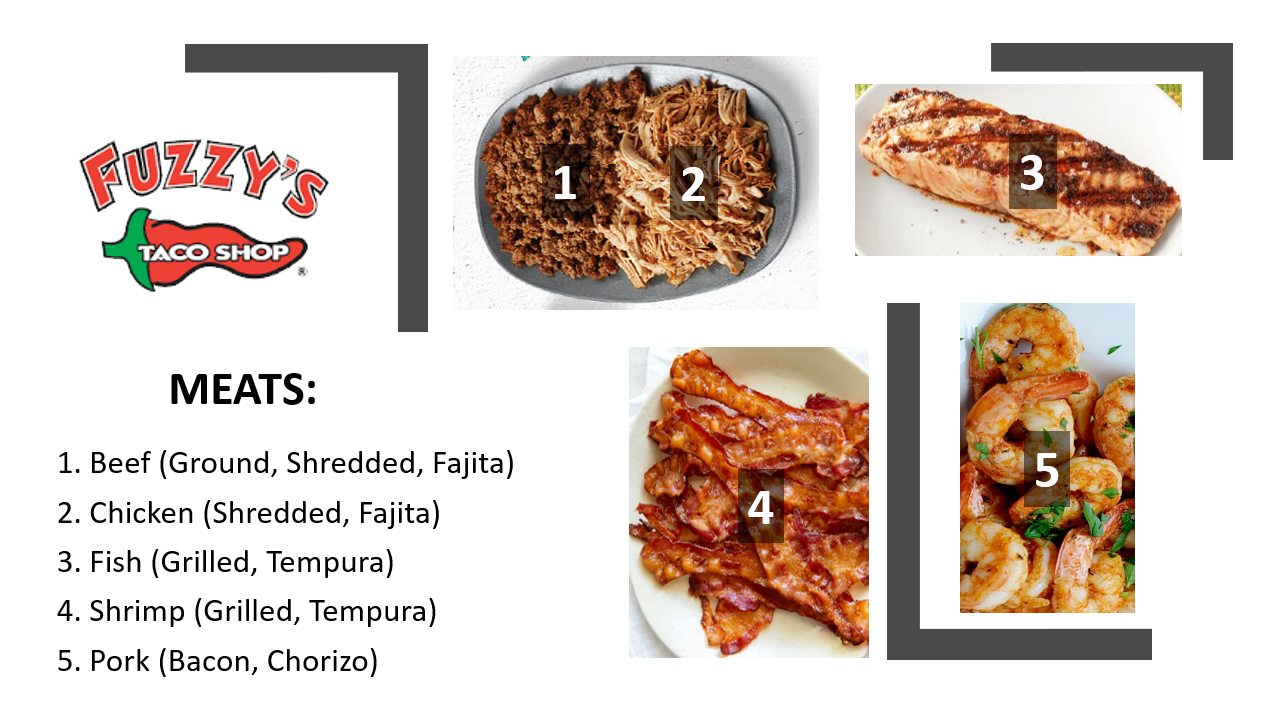 FUZZY'S
TACO SHOP
®
MEATS:
1. Beef (Ground, Shredded, Fajita)
2. Chicken (Shredded, Fajita)
3. Fish (Grilled, Tempura)
4. Shrimp (Grilled, Tempura)
5. Pork (Bacon, Chorizo)
1
2
3
4
5